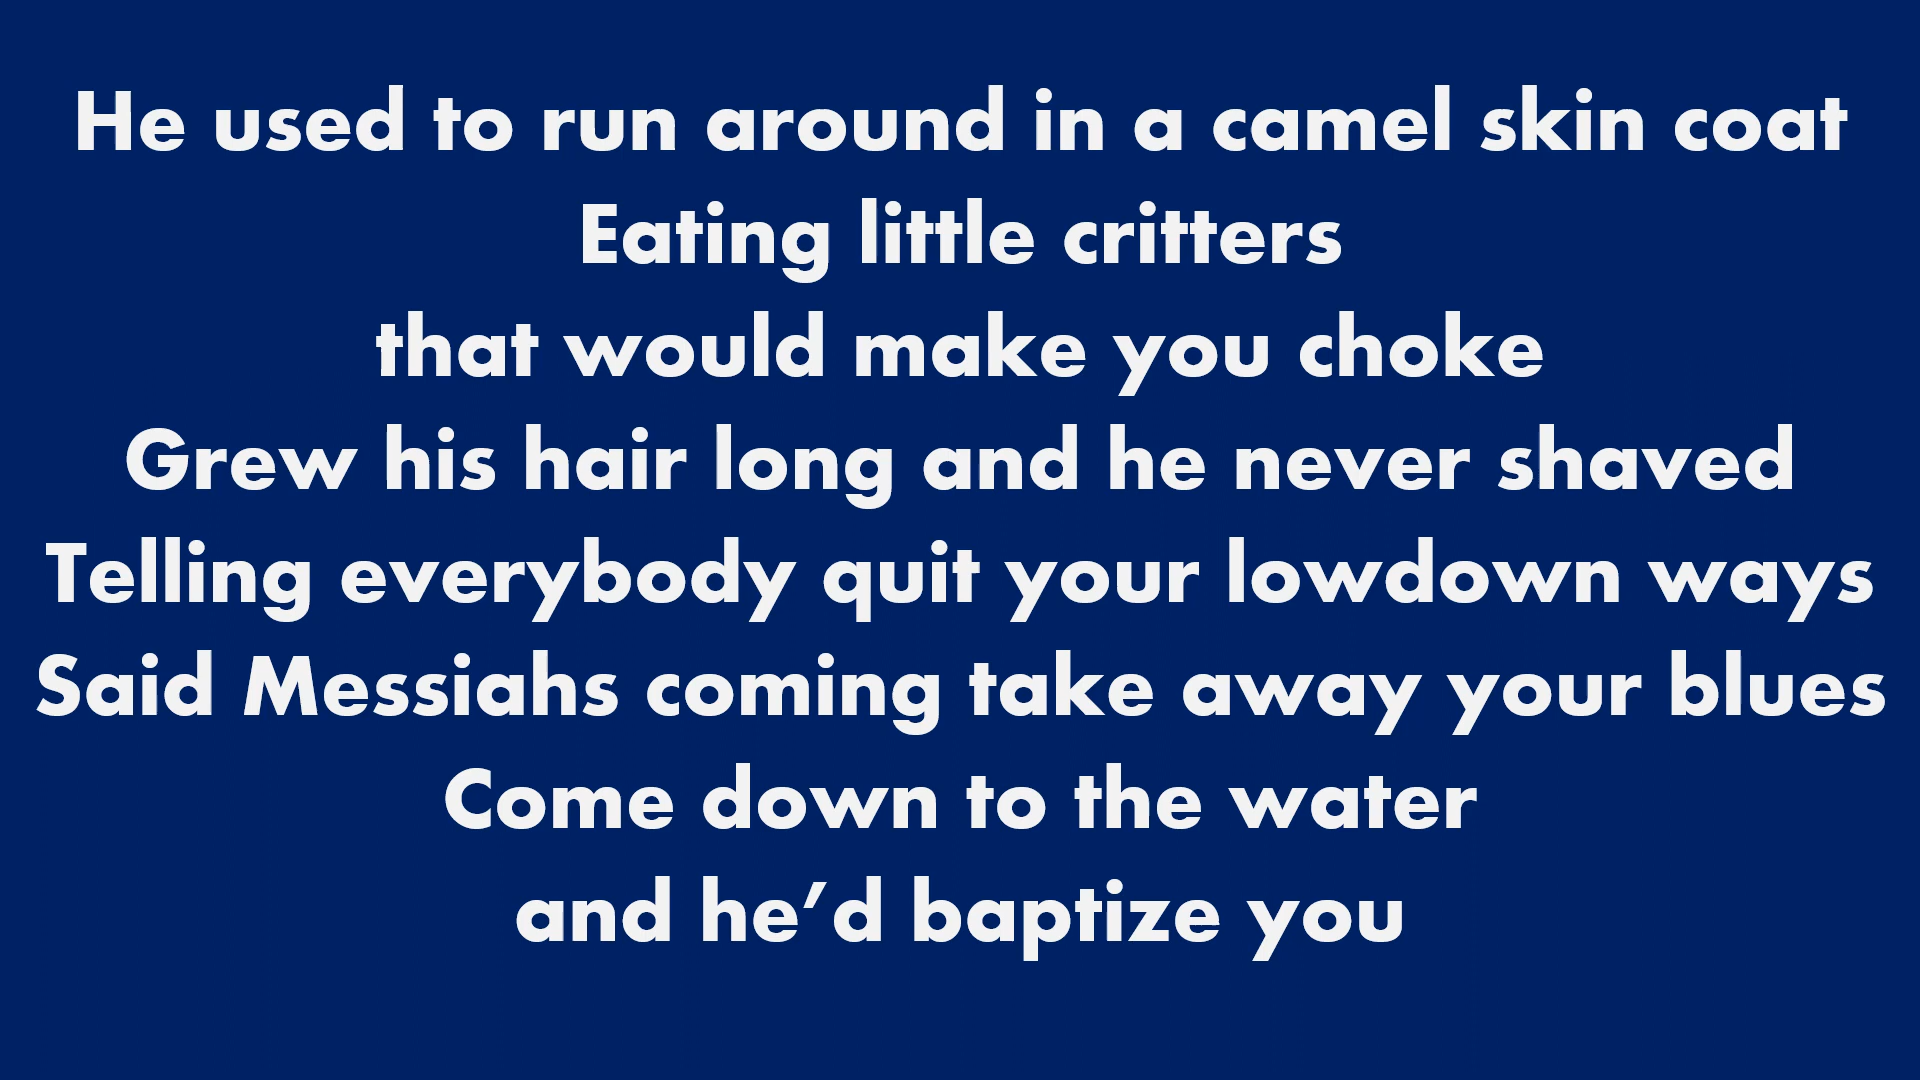 He used to run around in a camel skin coat
Eating little critters
that would make you choke
Grew his hair long and he never shaved
Telling everybody quit your lowdown ways
Said Messiahs coming take away your blues
Come down to the water
and he’d baptize you